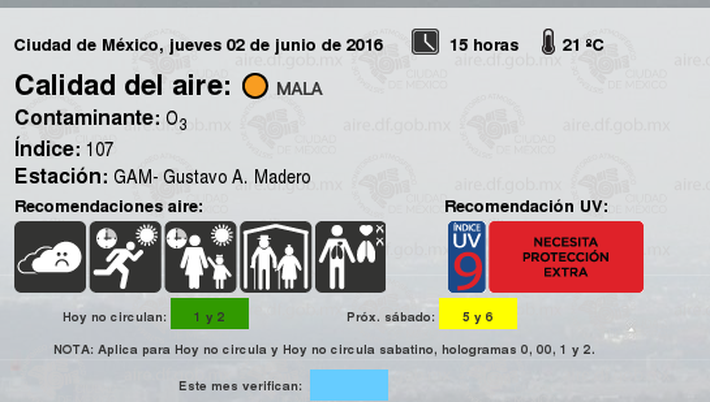 Ciudad de México, jueves 02 de junio de 2016 15 horas 21 ºC
Calidad del aire: MALA
Contaminante: O3
Índice: 107
Estación: GAM- Gustavo A. Madero
Recomendaciones aire: Recomendación UV:
ÍNDICE
UV
9
NECESITA
PROTECCIÓN
EXTRA
Hoy no circulan: 1 y 2 Próx. sábado: 5 y 6
NOTA: Aplica para Hoy no circula y Hoy no circula sabatino, hologramas 0, 00, 1 y 2.
Este mes verifican:
aire.df.gob.mx
CIUDAD
DE MÉXICO